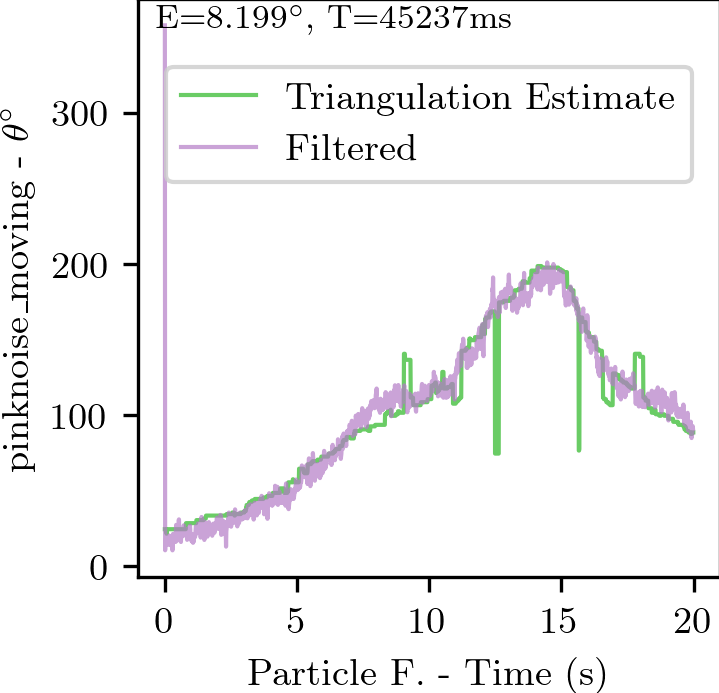 E=8.199°, T=45237ms
Triangulation Estimate
Filtered
pinknoise_moving - θ°
300
200
100
0
0 5 10 15 20
Particle F. - Time (s)